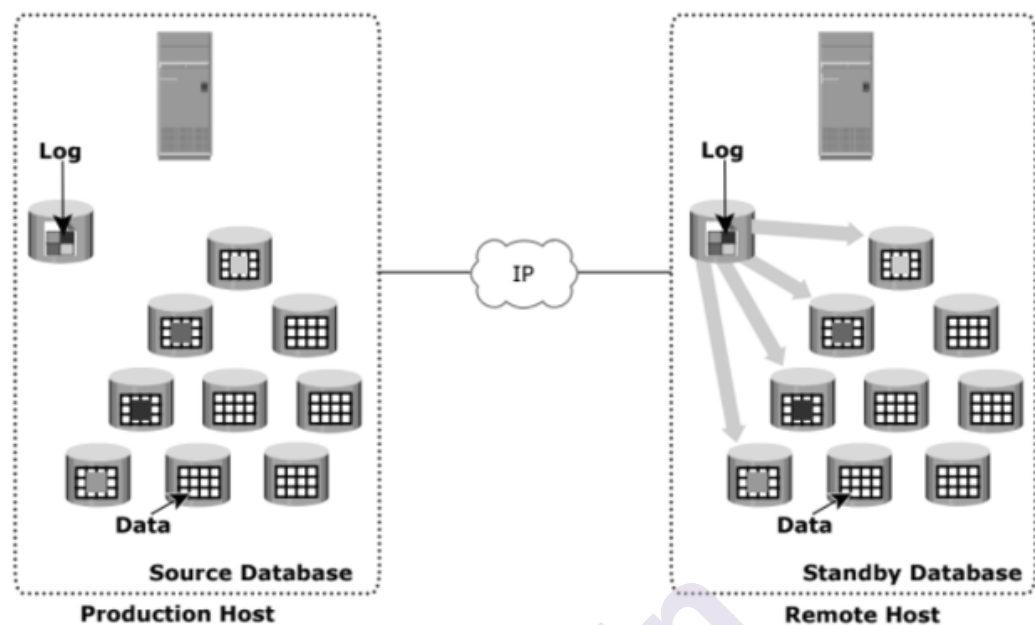 Log
Data
Source Database
Production Host
IP
Log
Data
Standby Database
Remote Host